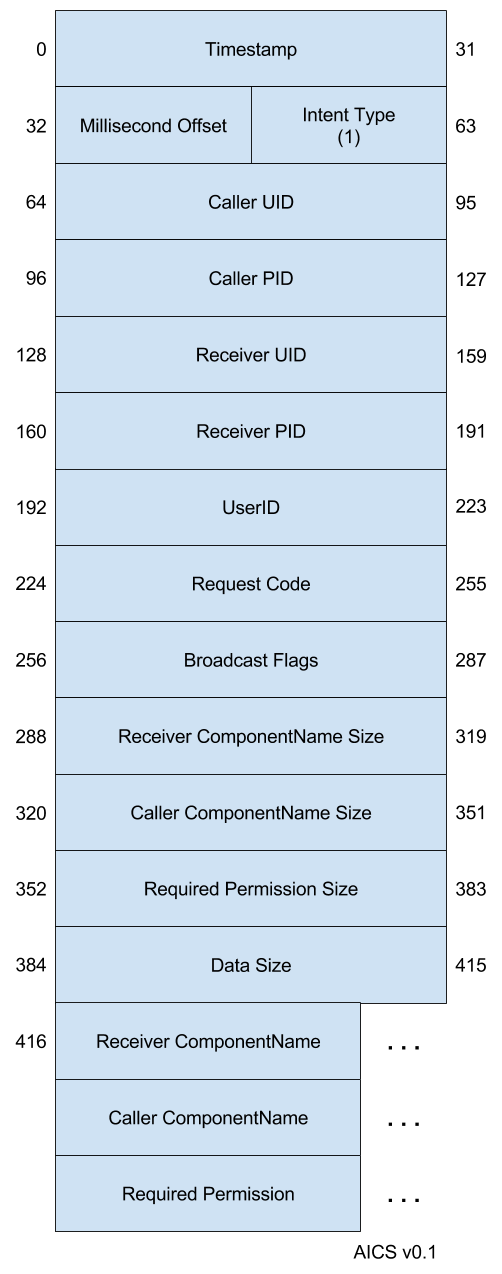 0 Timestamp 31
32 Millisecond Offset Intent Type 63
(1)
64 Caller UID 95
96 Caller PID 127
128 Receiver UID 159
160 Receiver PID 191
192 UserID 223
224 Request Code 255
256 Broadcast Flags 287
288 Receiver ComponentName Size 319
320 Caller ComponentName Size 351
352 Required Permission Size 383
384 Data Size 415
416 Receiver ComponentName ...
Caller ComponentName ...
Required Permission ...
AICS v0.1